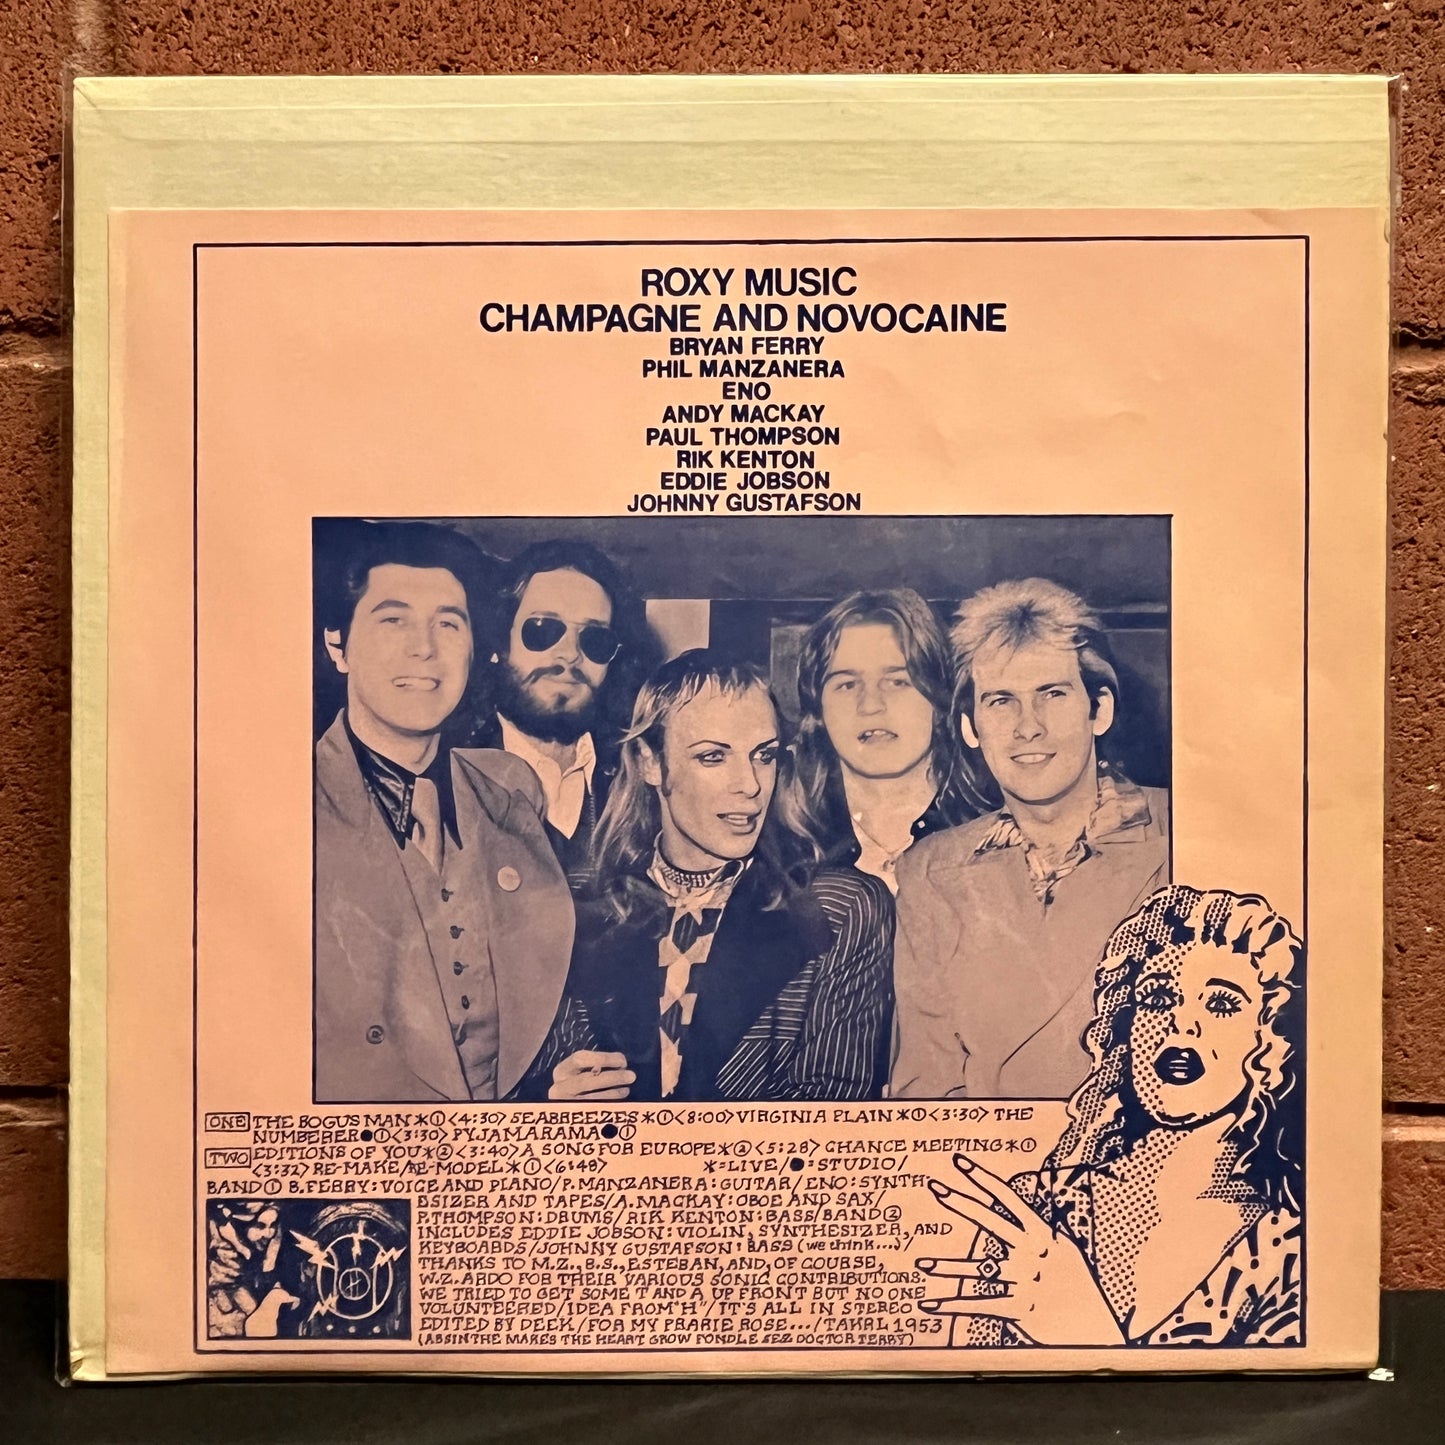 ROXY MUSIC
CHAMPAGNE AND NOVOCAINE
BRYAN FERRY
PHIL MANZANERA
ENO
ANDY MACKAY
PAUL THOMPSON
RIK KENTON
EDDIE JOBSON
JOHNNY GUSTAFSON
ONE THE BOGUS MAN *① <4:30> SEABREEZES *① <8:00> VIRGINIA PLAIN *① <3:30> THE
NUMBERER ●① <3:30> PYJAMARAMA ●①
TWO EDITIONS OF YOU *② <3:40> A SONG FOR EUROPE *② <5:28> CHANCE MEETING *①
<3:32> RE-MAKE/RE-MODEL *① <6:48> *=LIVE/●=STUDIO/
BAND① B.FERRY: VOICE AND PIANO/P.MANZANERA: GUITAR/ENO: SYNTH
ESIZER AND TAPES/A.MACKAY: OBOE AND SAX/
P.THOMPSON: DRUMS/RIK KENTON: BASS/BAND②
INCLUDES EDDIE JOBSON: VIOLIN, SYNTHESIZER, AND
KEYBOARDS/JOHNNY GUSTAFSON: BASS (we think...)/
THANKS TO M.Z., B.S., ESTEBAN, AND, OF COURSE,
W.Z. ARDO FOR THEIR VARIOUS SONIC CONTRIBUTIONS.
WE TRIED TO GET SOME T AND A UP FRONT BUT NO ONE
VOLUNTEERED/IDEA FROM "H"/IT'S ALL IN STEREO
EDITED BY DEEK/FOR MY PRARIE ROSE.../TAKRL 1953
(ABSINTHE MAKES THE HEART GROW FONDLE SEZ DOCTOR FERRY)